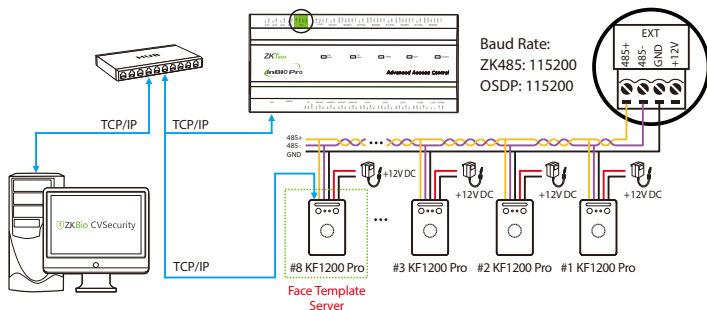 HUB
ZKTeco
inBIO Pro
Advanced Access Control
Baud Rate:
ZK485: 115200
OSDP: 115200
EXT
485+
485-
GND
+12V
TCP/IP
TCP/IP
485+
485-
GND
+12V DC
+12V DC
+12V DC
+12V DC
ZKBio CVSecurity
TCP/IP
#8 KF1200 Pro
#3 KF1200 Pro
#2 KF1200 Pro
#1 KF1200 Pro
Face Template
Server